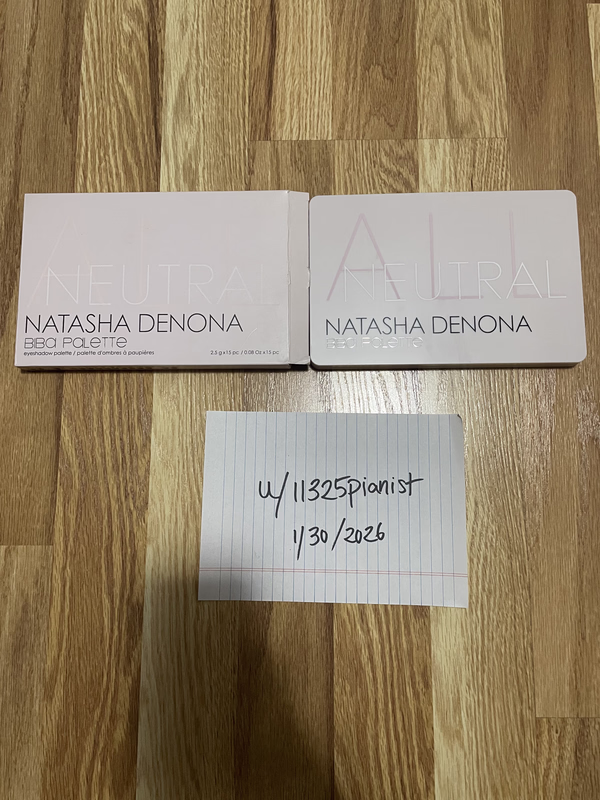 ALL
NEUTRAL
NATASHA DENONA
BIBA PALETTE
eyeshadow palette / palette d'ombres à paupières
2.5 g x 15 pc / 0.08 Oz x 15 pc
ALL
NEUTRAL
NATASHA DENONA
BIBA PALETTE
u/11325pianist
1/30/2026